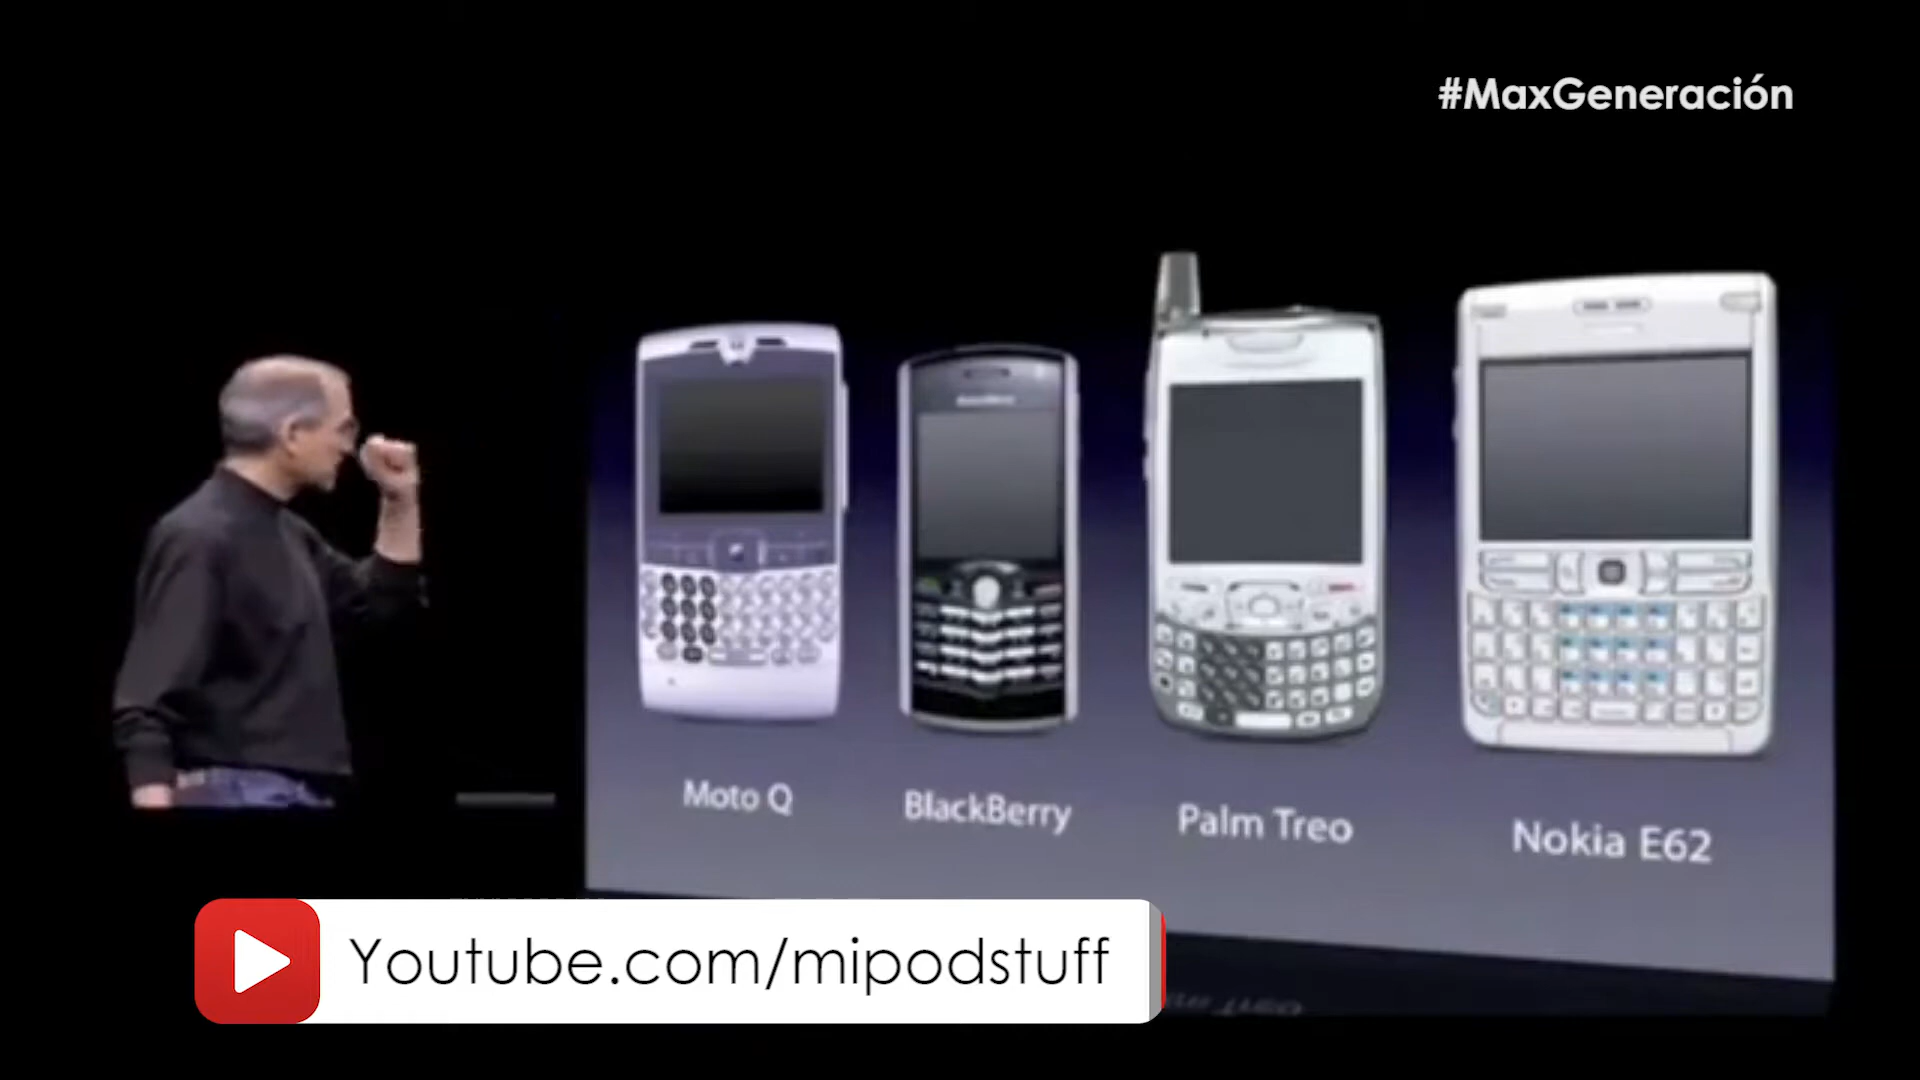 #MaxGeneración
Moto Q
BlackBerry
Palm Treo
Nokia E62
Youtube.com/mipodstuff